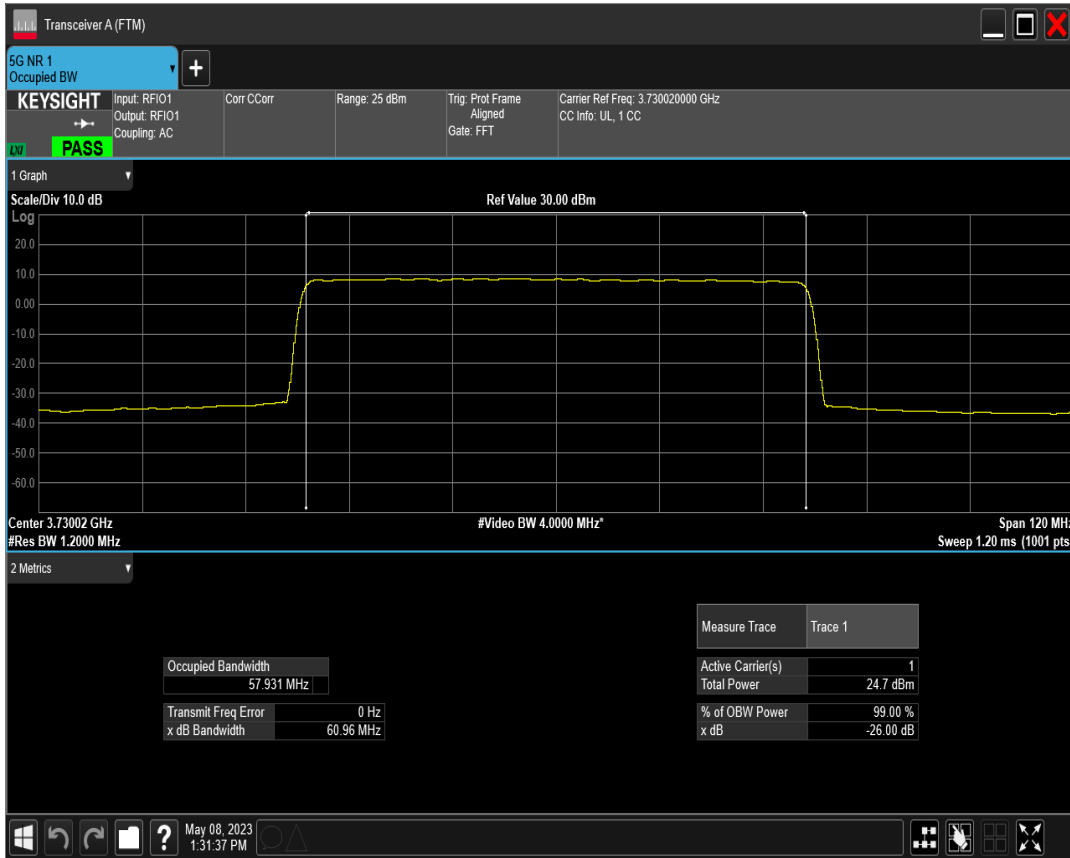 Transceiver A (FTM)
5G NR 1
Occupied BW
+
KEYSIGHT
LXI
PASS
Input: RFIO1
Output: RFIO1
Coupling: AC
Corr CCorr
Range: 25 dBm
Trig: Prot Frame
Aligned
Gate: FFT
Carrier Ref Freq: 3.730020000 GHz
CC Info: UL, 1 CC
1 Graph
Scale/Div 10.0 dB
Ref Value 30.00 dBm
Log
20.0
10.0
0.00
-10.0
-20.0
-30.0
-40.0
-50.0
-60.0
Center 3.73002 GHz
#Video BW 4.0000 MHz*
Span 120 MHz
#Res BW 1.2000 MHz
Sweep 1.20 ms (1001 pts
2 Metrics
Measure Trace Trace 1
Occupied Bandwidth
57.931 MHz
Active Carrier(s) 1
Total Power 24.7 dBm
Transmit Freq Error 0 Hz
x dB Bandwidth 60.96 MHz
% of OBW Power 99.00 %
x dB -26.00 dB
?
May 08, 2023
1:31:37 PM